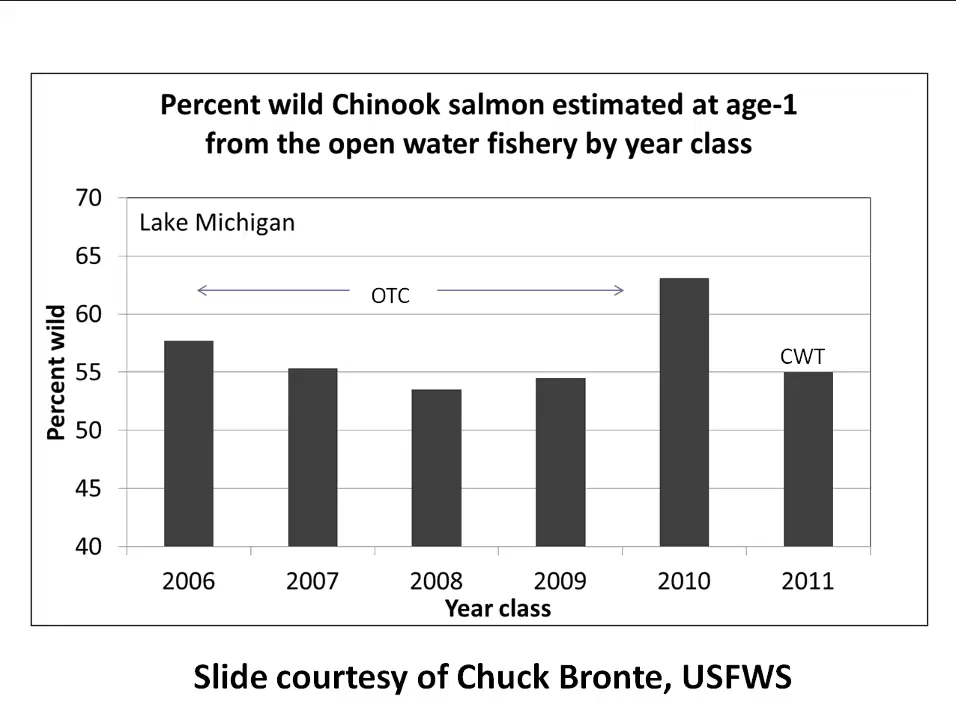 Percent wild Chinook salmon estimated at age-1
from the open water fishery by year class
70
65
60
55
50
45
40
Percent wild
Lake Michigan
OTC
CWT
2006 2007 2008 2009 2010 2011
Year class
Slide courtesy of Chuck Bronte, USFWS